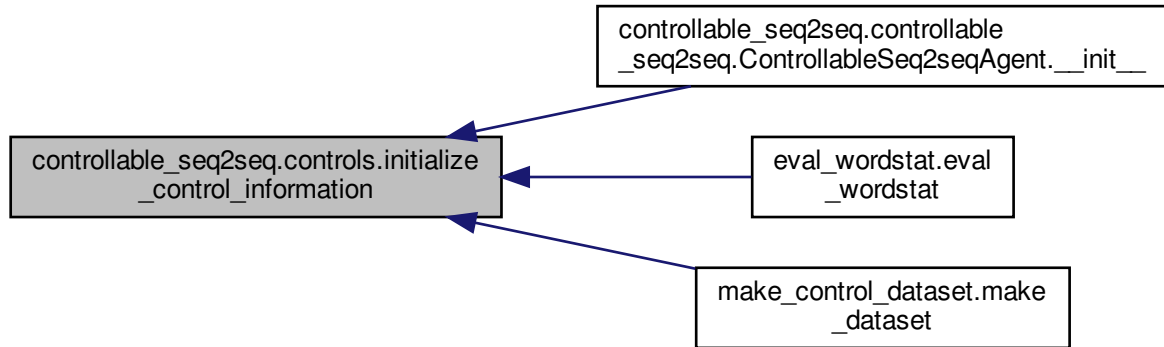 controllable_seq2seq.controllable
_seq2seq.ControllableSeq2seqAgent.__init__
controllable_seq2seq.controls.initialize
_control_information
eval_wordstat.eval
_wordstat
make_control_dataset.make
_dataset